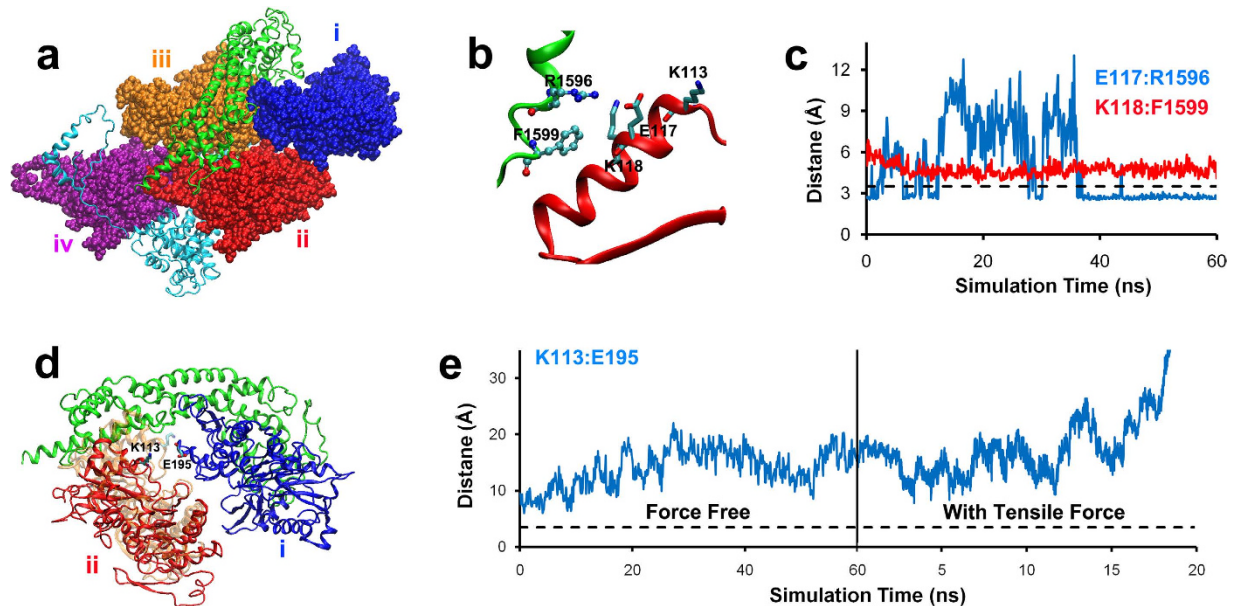 a
i
iii
iv
ii
b
R1596
K113
F1599
E117
K118
c
E117:R1596
K118:F1599
12
9
6
3
0
Distane (Å)
0
20
40
60
Simulation Time (ns)
d
K113
E195
ii
i
e
K113:E195
30
20
10
0
Distane (Å)
Force Free
With Tensile Force
0
20
40
60
5
10
15
20
Simulation Time (ns)